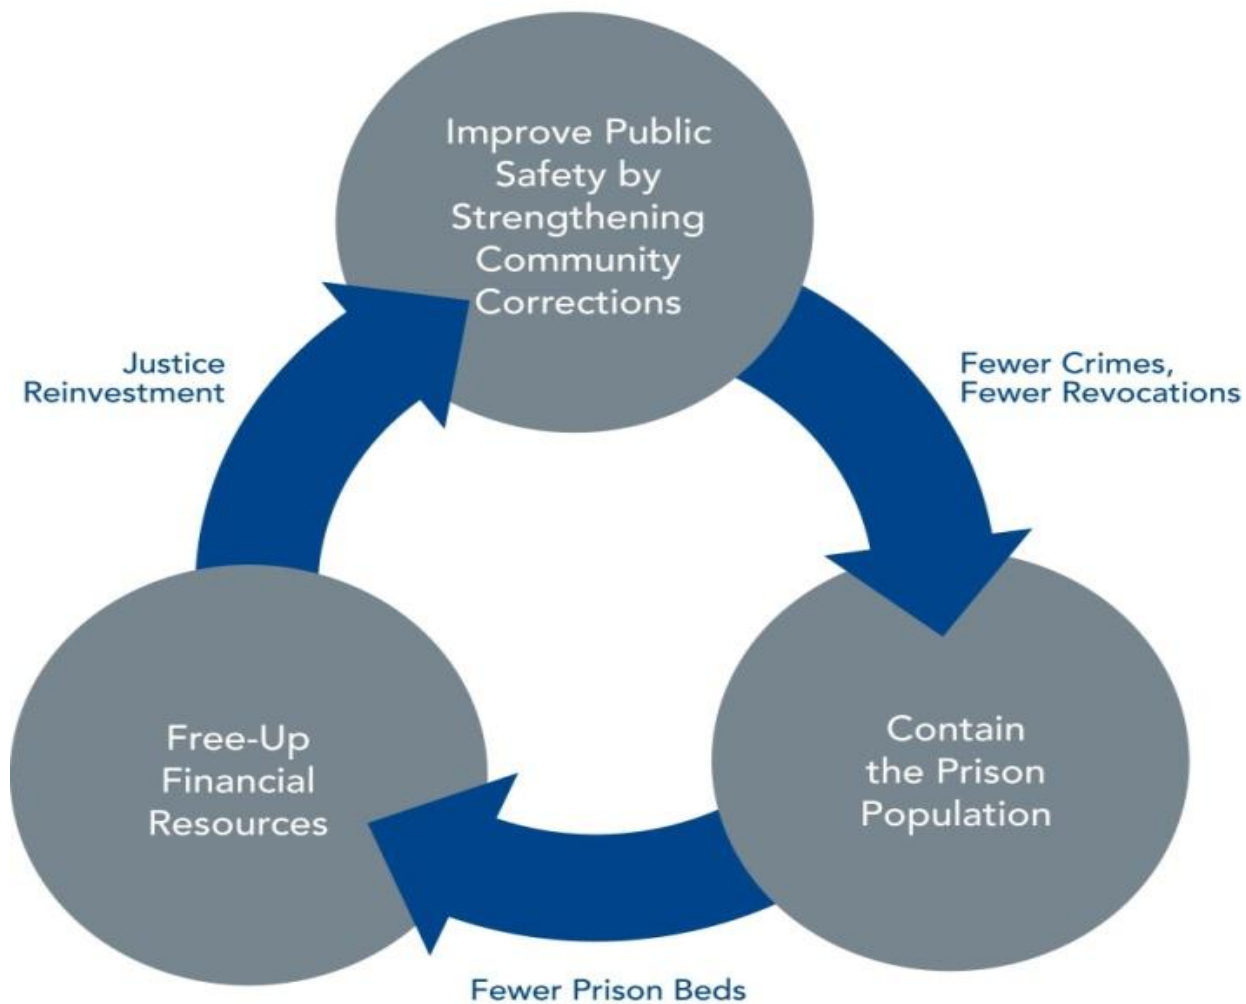 Improve Public
Safety by
Strengthening
Community
Corrections
Justice
Reinvestment
Fewer Crimes,
Fewer Revocations
Free-Up
Financial
Resources
Contain
the Prison
Population
Fewer Prison Beds